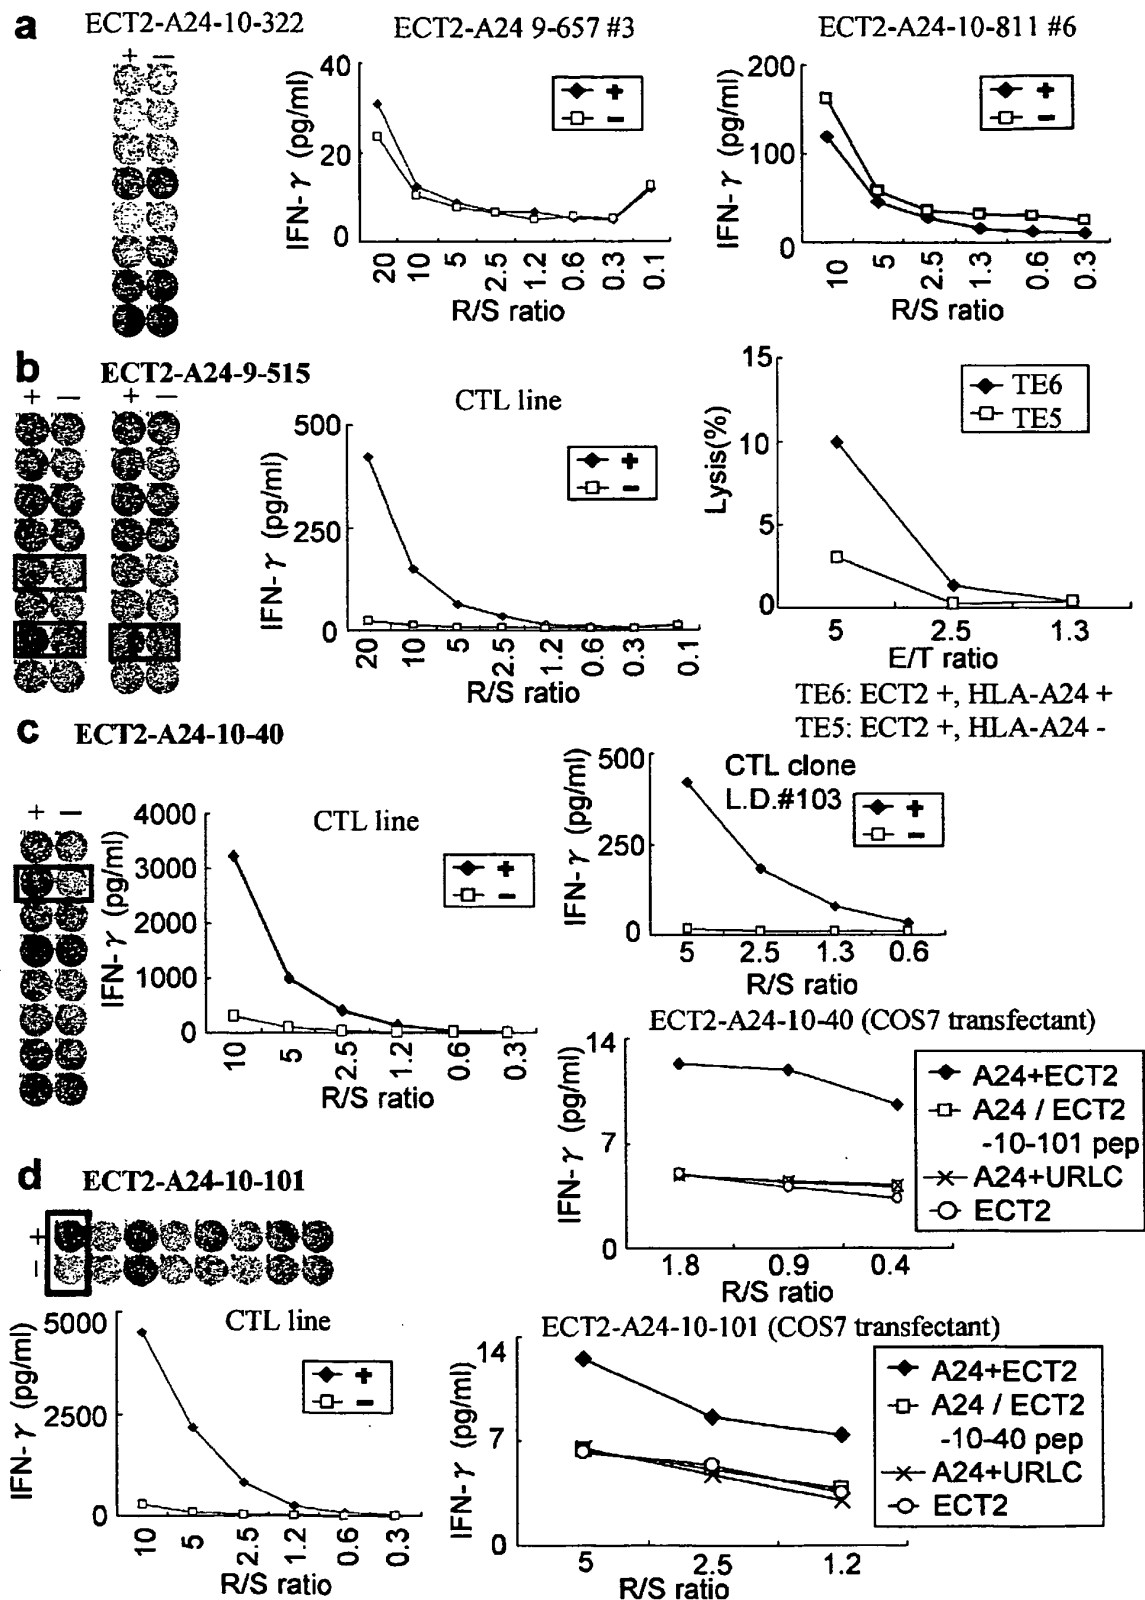 a
ECT2-A24-10-322
+ −
ECT2-A24 9-657 #3
IFN-γ (pg/ml)
40
20
0
+
−
20 10 5 2.5 1.2 0.6 0.3 0.1
R/S ratio
ECT2-A24-10-811 #6
IFN-γ (pg/ml)
200
100
0
+
−
10 5 2.5 1.3 0.6 0.3
R/S ratio
b
ECT2-A24-9-515
+ − + −
CTL line
IFN-γ (pg/ml)
500
250
0
+
−
20 10 5 2.5 1.2 0.6 0.3 0.1
R/S ratio
Lysis(%)
15
10
5
0
TE6
TE5
5 2.5 1.3
E/T ratio
TE6: ECT2 +, HLA-A24 +
TE5: ECT2 +, HLA-A24 -
c
ECT2-A24-10-40
+ −
CTL line
IFN-γ (pg/ml)
4000
3000
2000
1000
0
+
−
10 5 2.5 1.2 0.6 0.3
R/S ratio
CTL clone
L.D.#103
IFN-γ (pg/ml)
500
250
0
+
−
5 2.5 1.3 0.6
R/S ratio
ECT2-A24-10-40 (COS7 transfectant)
IFN-γ (pg/ml)
14
7
0
A24+ECT2
A24 / ECT2
-10-101 pep
A24+URLC
ECT2
1.8 0.9 0.4
R/S ratio
d
ECT2-A24-10-101
+
−
CTL line
IFN-γ (pg/ml)
5000
2500
0
+
−
10 5 2.5 1.2 0.6 0.3
R/S ratio
ECT2-A24-10-101 (COS7 transfectant)
IFN-γ (pg/ml)
14
7
0
A24+ECT2
A24 / ECT2
-10-40 pep
A24+URLC
ECT2
5 2.5 1.2
R/S ratio